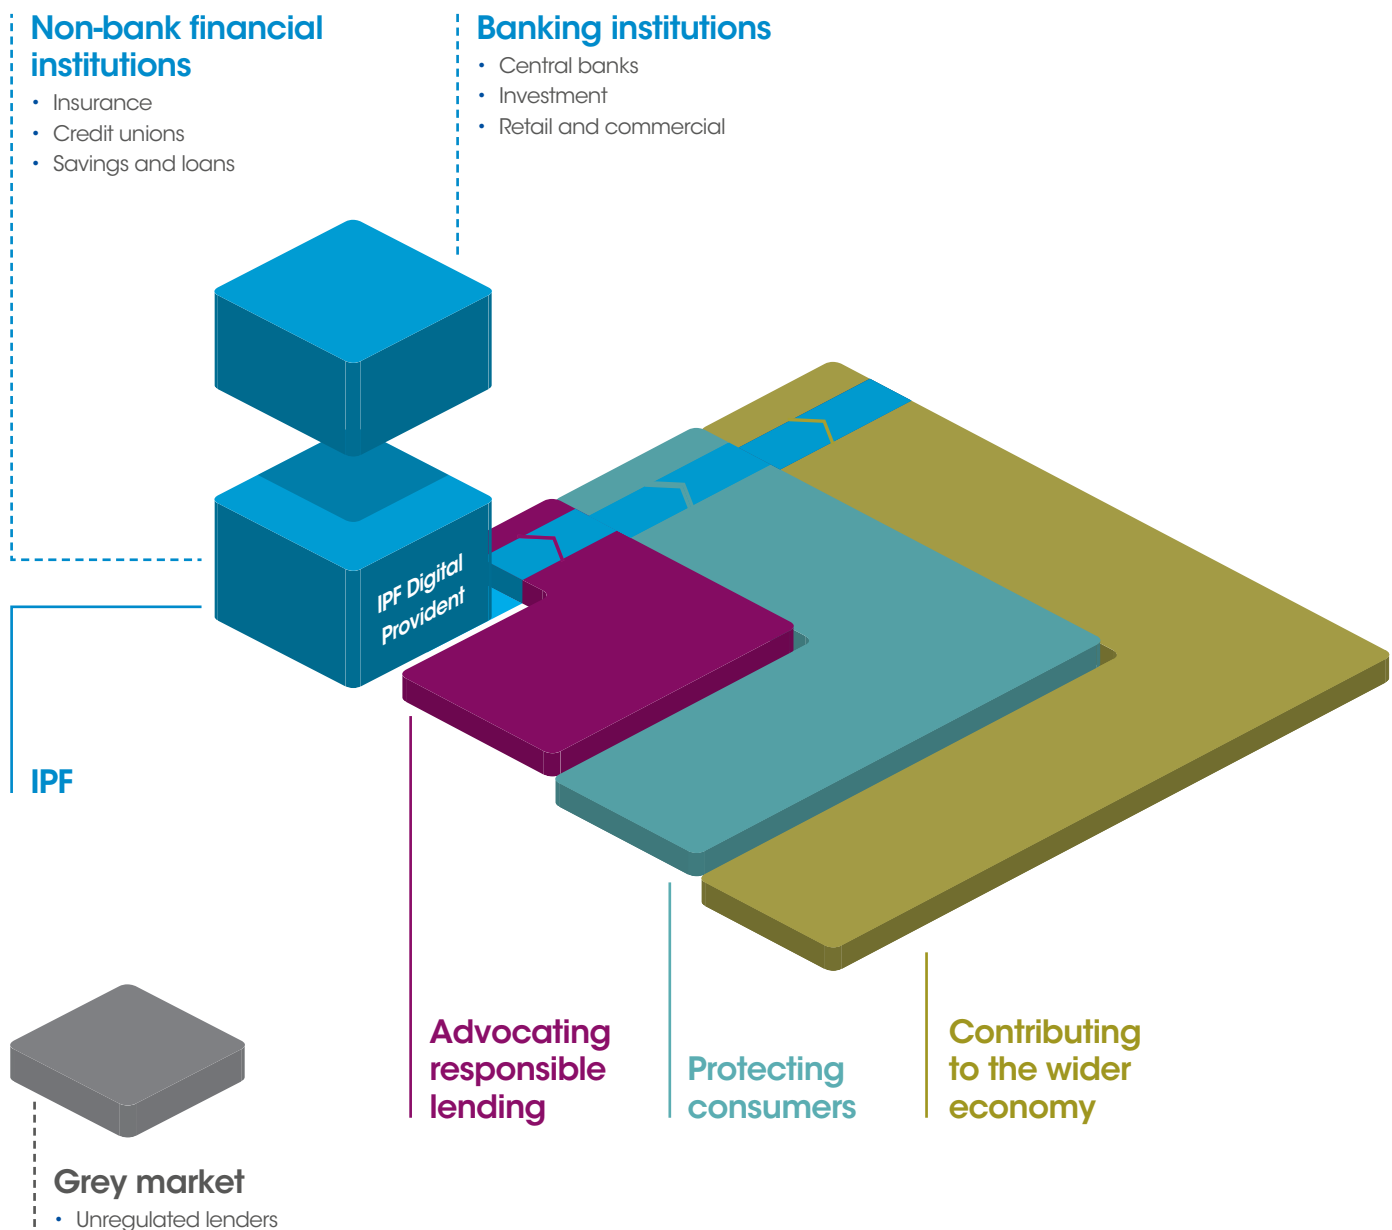 Non-bank financial
institutions
• Insurance
• Credit unions
• Savings and loans
Banking institutions
• Central banks
• Investment
• Retail and commercial
IPF Digital
Provident
IPF
Advocating
responsible
lending
Protecting
consumers
Contributing
to the wider
economy
Grey market
• Unregulated lenders